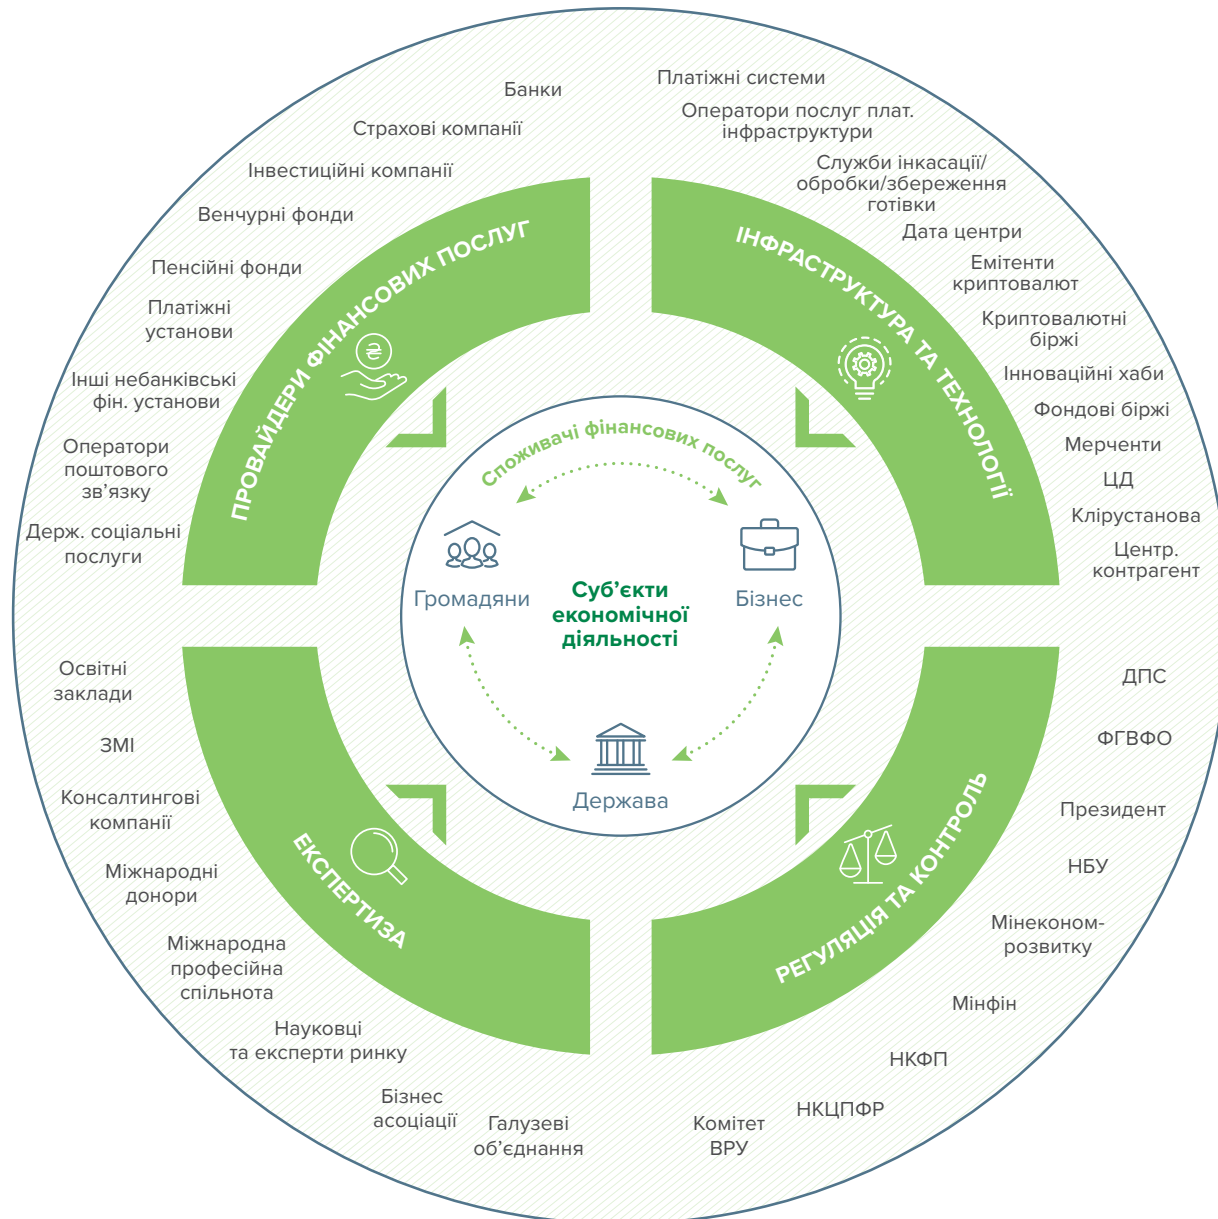 Банки
Страхові компанії
Інвестиційні компанії
Венчурні фонди
Пенсійні фонди
Платіжні
установи
Інші небанківські
фін. установи
Оператори
поштового
зв’язку
Держ. соціальні
послуги
ПРОВАЙДЕРИ ФІНАНСОВИХ ПОСЛУГ
Платіжні системи
Оператори послуг плат.
інфраструктури
Служби інкасації/
обробки/збереження
готівки
Дата центри
Емітенти
криптовалют
Криптовалютні
біржі
Інноваційні хаби
Фондові біржі
Мерченти
ЦД
Клірустанова
Центр.
контрагент
ІНФРАСТРУКТУРА ТА ТЕХНОЛОГІЇ
Споживачі фінансових послуг
Громадяни
Суб’єкти
економічної
діяльності
Бізнес
Держава
Освітні
заклади
ЗМІ
Консалтингові
компанії
Міжнародні
донори
Міжнародна
професійна
спільнота
Науковці
та експерти ринку
Бізнес
асоціації
Галузеві
об’єднання
ЕКСПЕРТИЗА
ДПС
ФГВФО
Президент
НБУ
Мінеконом-
розвитку
Мінфін
НКФП
НКЦПФР
Комітет
ВРУ
РЕГУЛЯЦІЯ ТА КОНТРОЛЬ